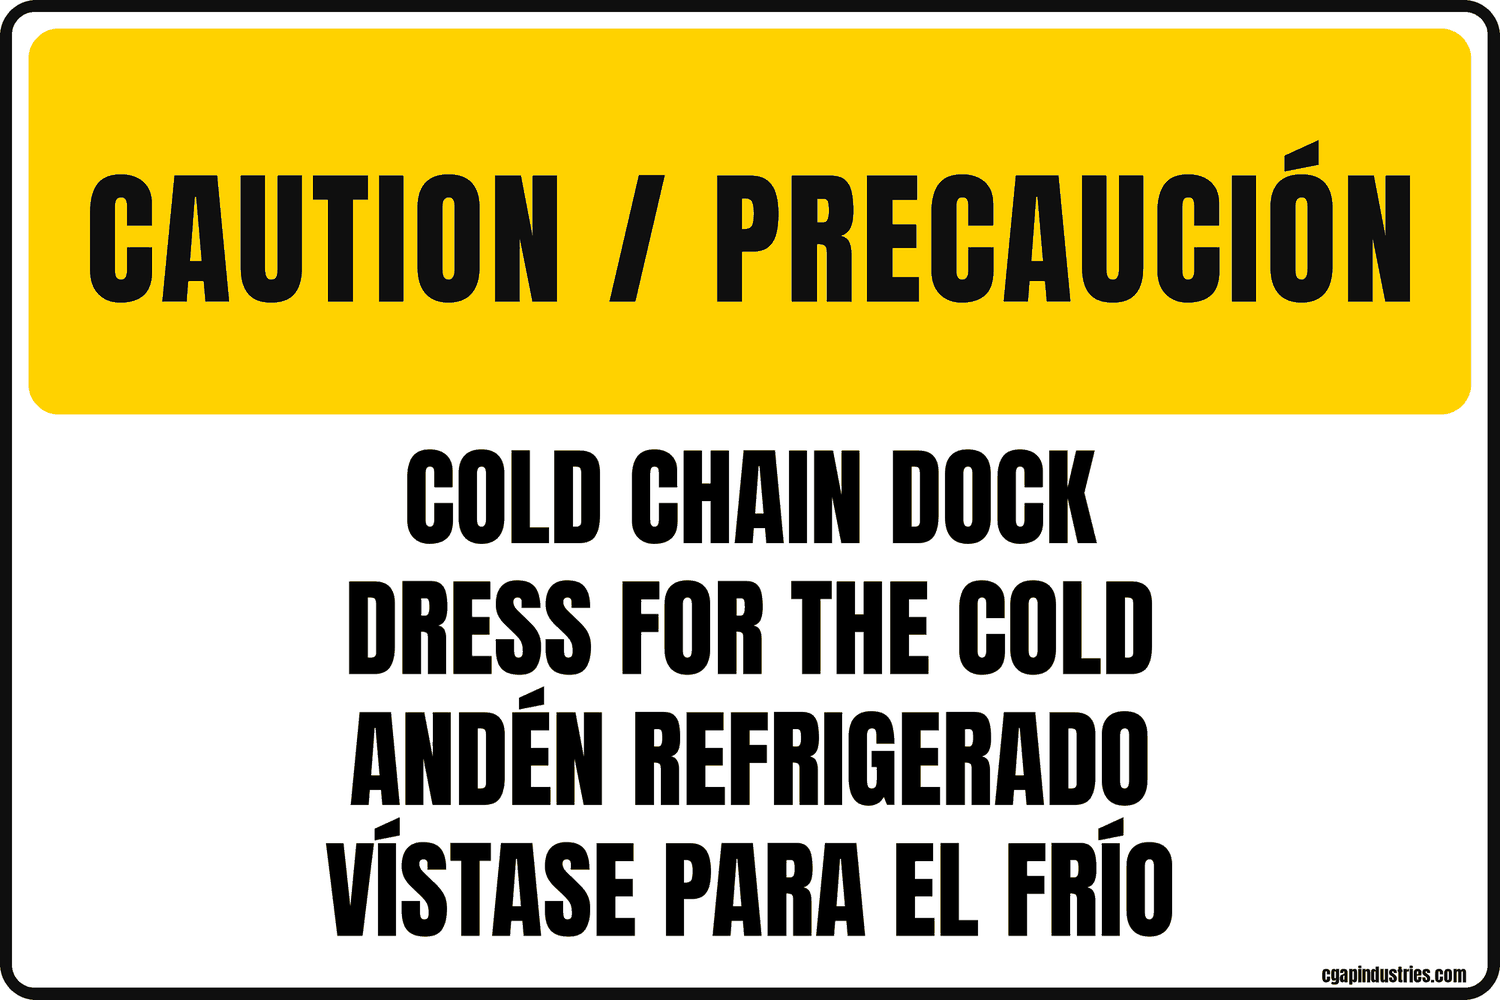 CAUTION / PRECAUCIÓN
COLD CHAIN DOCK
DRESS FOR THE COLD
ANDÉN REFRIGERADO
VÍSTASE PARA EL FRÍO
cgapindustries.com